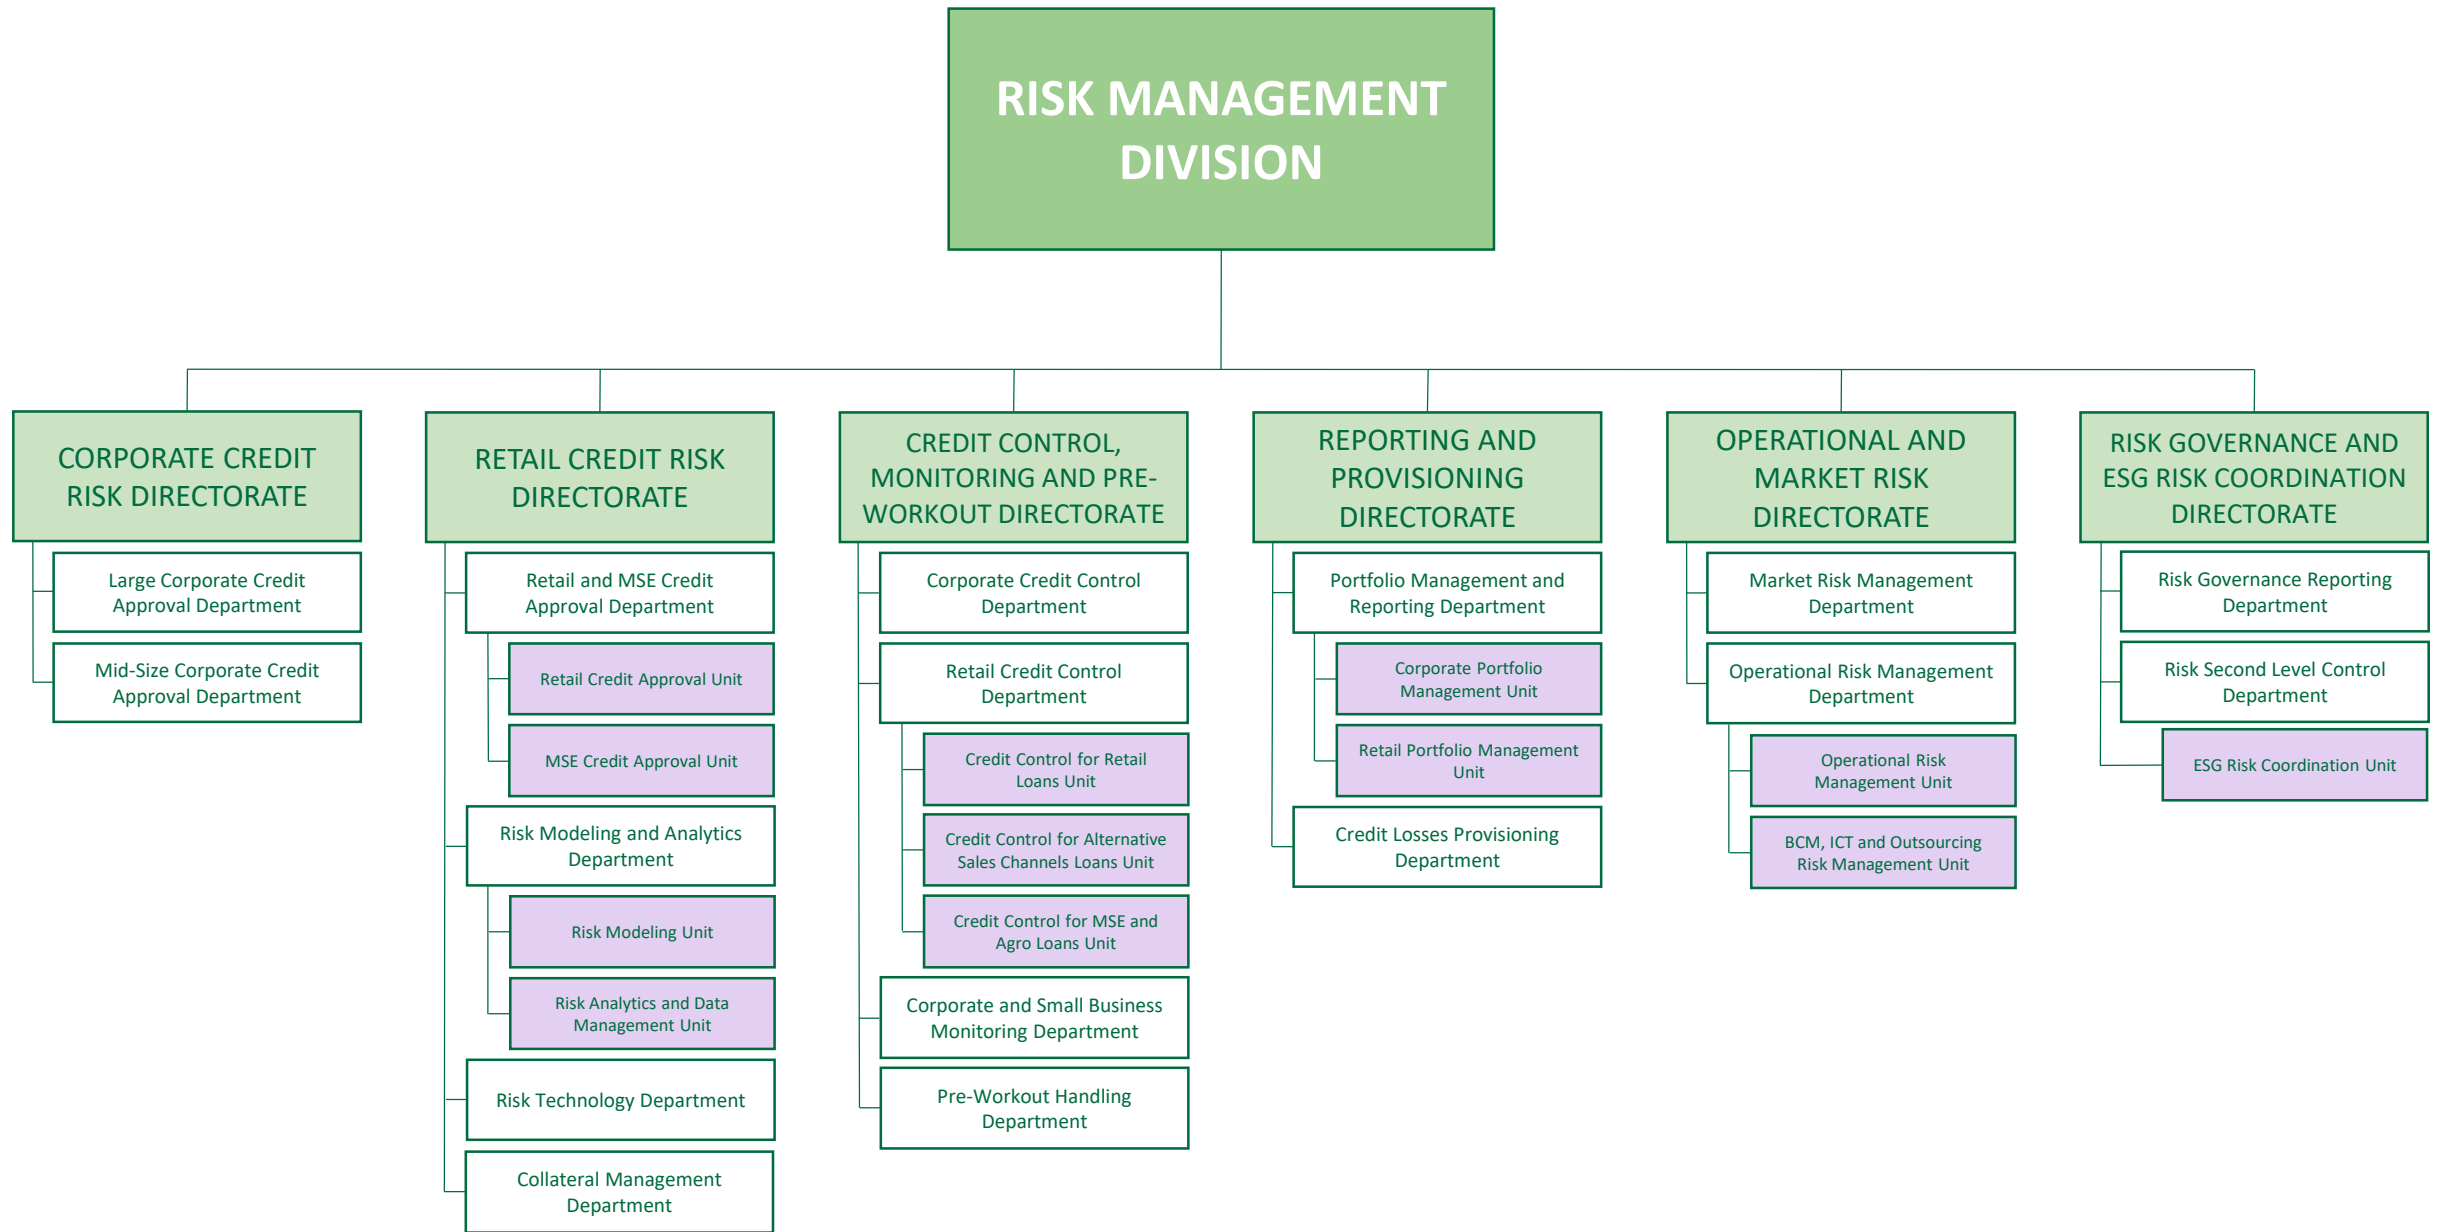 RISK MANAGEMENT
DIVISION
CORPORATE CREDIT
RISK DIRECTORATE
Large Corporate Credit
Approval Department
Mid-Size Corporate Credit
Approval Department
RETAIL CREDIT RISK
DIRECTORATE
Retail and MSE Credit
Approval Department
Retail Credit Approval Unit
MSE Credit Approval Unit
Risk Modeling and Analytics
Department
Risk Modeling Unit
Risk Analytics and Data
Management Unit
Risk Technology Department
Collateral Management
Department
CREDIT CONTROL,
MONITORING AND PRE-
WORKOUT DIRECTORATE
Corporate Credit Control
Department
Retail Credit Control
Department
Credit Control for Retail
Loans Unit
Credit Control for Alternative
Sales Channels Loans Unit
Credit Control for MSE and
Agro Loans Unit
Corporate and Small Business
Monitoring Department
Pre-Workout Handling
Department
REPORTING AND
PROVISIONING
DIRECTORATE
Portfolio Management and
Reporting Department
Corporate Portfolio
Management Unit
Retail Portfolio Management
Unit
Credit Losses Provisioning
Department
OPERATIONAL AND
MARKET RISK
DIRECTORATE
Market Risk Management
Department
Operational Risk Management
Department
Operational Risk
Management Unit
BCM, ICT and Outsourcing
Risk Management Unit
RISK GOVERNANCE AND
ESG RISK COORDINATION
DIRECTORATE
Risk Governance Reporting
Department
Risk Second Level Control
Department
ESG Risk Coordination Unit